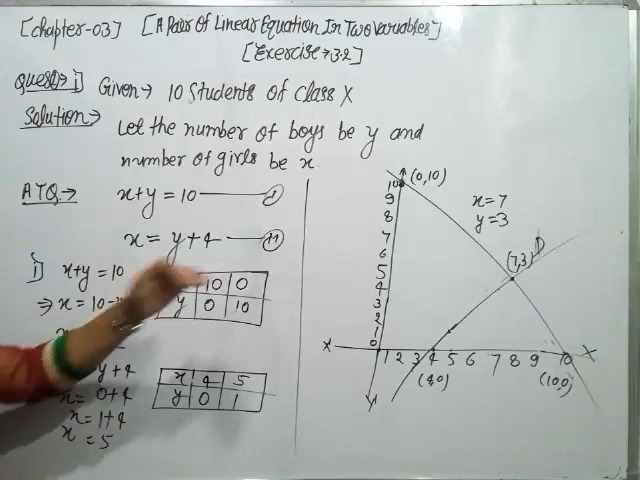 [Chapter-03] [A Pair Of Linear Equation In Two Variables]
[Exercise→3.2]
Ques→ i) Given→ 10 Students of class X
Solution→ Let the number of boys be y and
number of girls be x.
ATQ→ x+y=10 — i
x = y+4 — ii
i) x+y=10
⇒ x = 10-
10 0
y 0 10
y+4
x= 0+4
x = 1+4
x = 5
x 4 5
y 0 1
(0,10)
x=7
y=3
(7,3)
10
9
8
7
6
5
4
3
2
1
0
X 1 2 3 4 5 6 7 8 9 10 X
(4,0) (10,0)
y